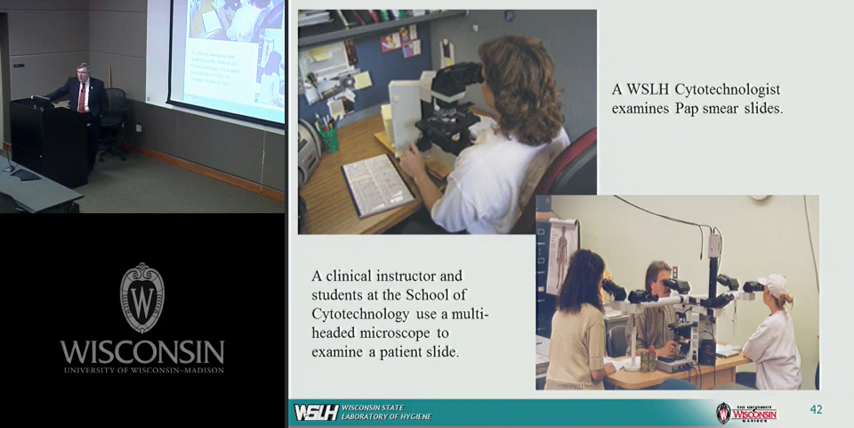 A WSLH Cytotechnologist
examines Pap smear slides.
A clinical instructor and
students at the School of
Cytotechnology use a multi-
headed microscope to
examine a patient slide.
W
WISCONSIN
UNIVERSITY OF WISCONSIN–MADISON
WSLH WISCONSIN STATE
LABORATORY OF HYGIENE
THE UNIVERSITY
WISCONSIN
MADISON
42